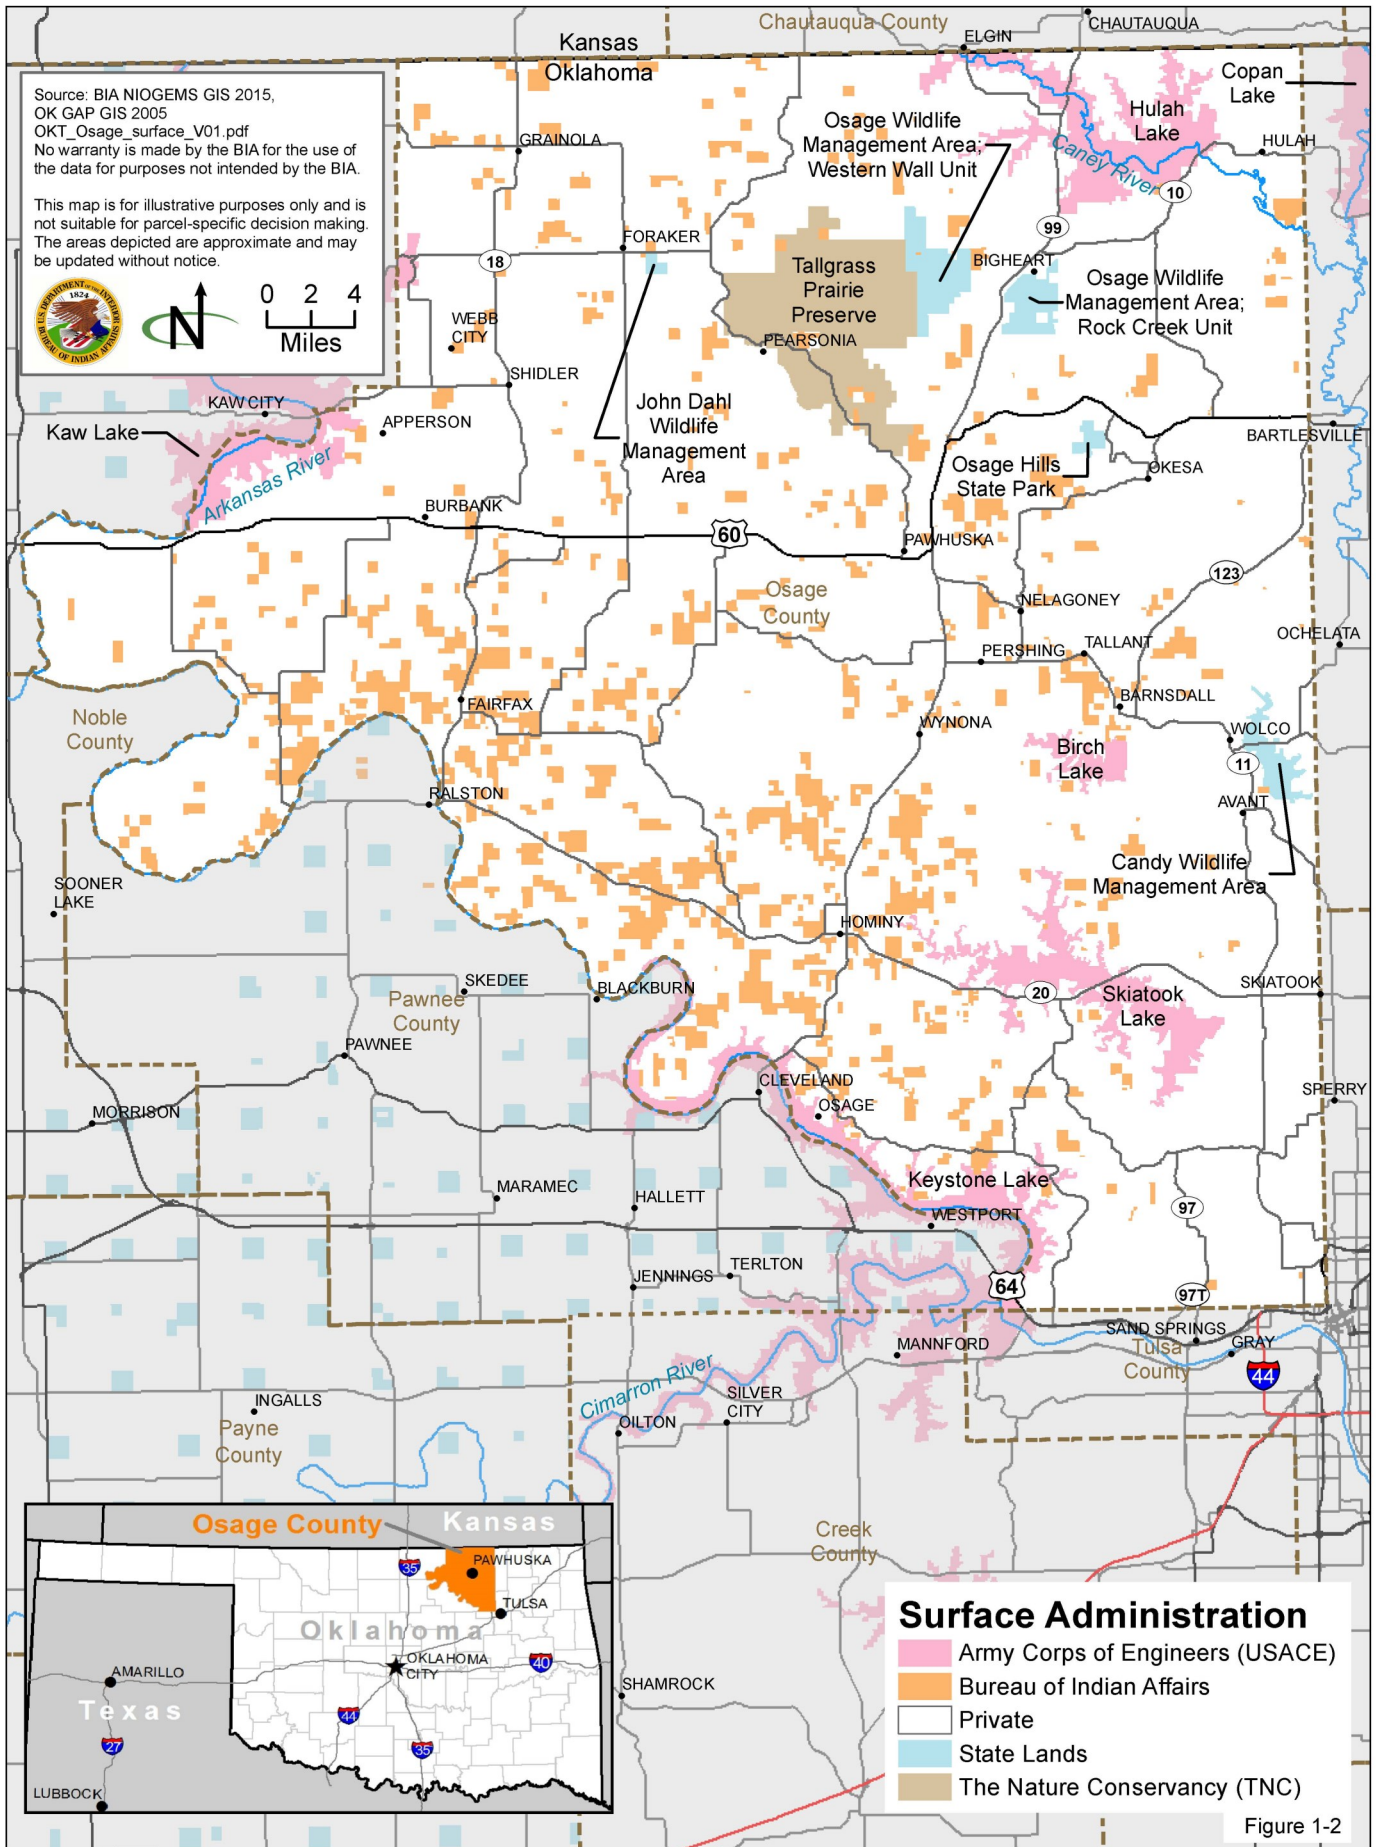 Chautauqua County
CHAUTAUQUA
ELGIN
Kansas
Oklahoma
Source: BIA NIOGEMS GIS 2015,
OK GAP GIS 2005
OKT_Osage_surface_V01.pdf
No warranty is made by the BIA for the use of
the data for purposes not intended by the BIA.
This map is for illustrative purposes only and is
not suitable for parcel-specific decision making.
The areas depicted are approximate and may
be updated without notice.
U.S. DEPARTMENT OF THE INTERIOR
1824
BUREAU OF INDIAN AFFAIRS
N
0 2 4
Miles
Copan
Lake
Hulah
Lake
HULAH
Osage Wildlife
Management Area;
Western Wall Unit
Caney River
10
99
GRAINOLA
FORAKER
18
BIGHEART
Tallgrass
Prairie
Preserve
Osage Wildlife
Management Area;
Rock Creek Unit
WEBB
CITY
PEARSONIA
SHIDLER
KAW CITY
APPERSON
Kaw Lake
Arkansas River
John Dahl
Wildlife
Management
Area
BARTLESVILLE
Osage Hills
State Park
OKESA
BURBANK
60
PAWHUSKA
123
Osage
County
NELAGONEY
OCHELATA
TALLANT
PERSHING
BARNSDALL
FAIRFAX
Noble
County
WYNONA
WOLCO
Birch
Lake
11
RALSTON
AVANT
Candy Wildlife
Management Area
SOONER
LAKE
HOMINY
SKEDEE
BLACKBURN
SKIATOOK
20
Skiatook
Lake
Pawnee
County
PAWNEE
CLEVELAND
SPERRY
OSAGE
MORRISON
Keystone Lake
MARAMEC
HALLETT
WESTPORT
97
TERLTON
JENNINGS
64
97T
SAND SPRINGS
MANNFORD
GRAY
Tulsa
County
44
Cimarron River
INGALLS
SILVER
CITY
OILTON
Payne
County
Creek
County
SHAMROCK
Osage County
Kansas
35
PAWHUSKA
TULSA
Oklahoma
OKLAHOMA
CITY
40
AMARILLO
Texas
44
27
35
LUBBOCK
Surface Administration
Army Corps of Engineers (USACE)
Bureau of Indian Affairs
Private
State Lands
The Nature Conservancy (TNC)
Figure 1-2